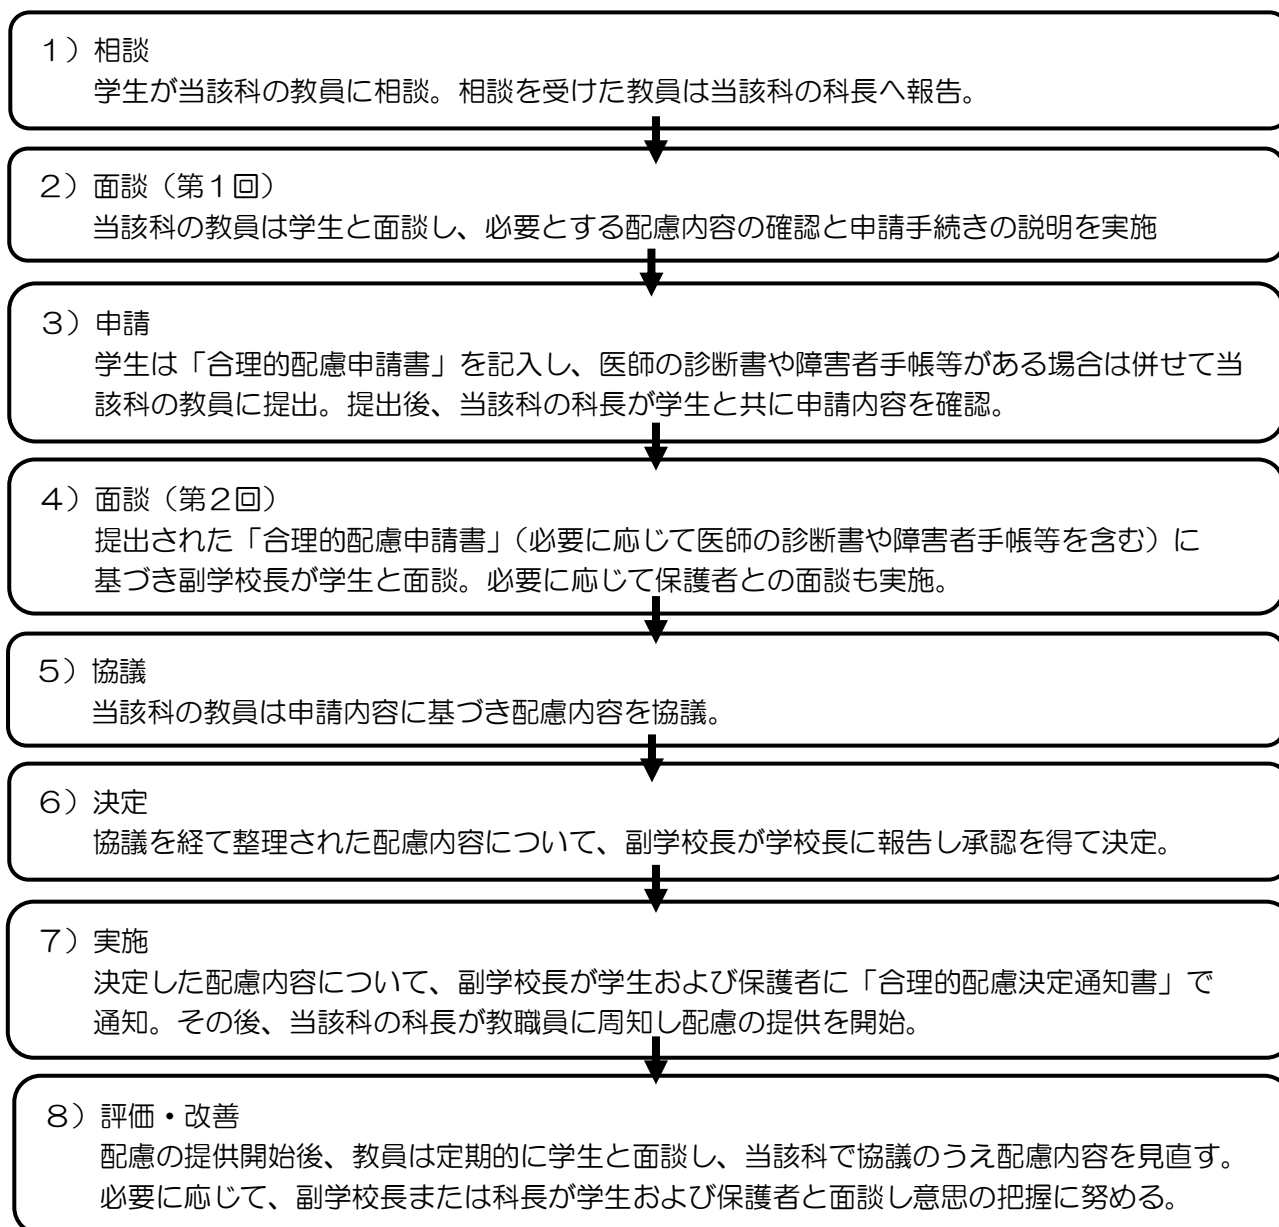 １）相談
学生が当該科の教員に相談。相談を受けた教員は当該科の科長へ報告。
２）面談（第１回）
当該科の教員は学生と面談し、必要とする配慮内容の確認と申請手続きの説明を実施
３）申請
学生は「合理的配慮申請書」を記入し、医師の診断書や障害者手帳等がある場合は併せて当
該科の教員に提出。提出後、当該科の科長が学生と共に申請内容を確認。
４）面談（第２回）
提出された「合理的配慮申請書」（必要に応じて医師の診断書や障害者手帳等を含む）に
基づき副学校長が学生と面談。必要に応じて保護者との面談も実施。
５）協議
当該科の教員は申請内容に基づき配慮内容を協議。
６）決定
協議を経て整理された配慮内容について、副学校長が学校長に報告し承認を得て決定。
７）実施
決定した配慮内容について、副学校長が学生および保護者に「合理的配慮決定通知書」で
通知。その後、当該科の科長が教職員に周知し配慮の提供を開始。
８）評価・改善
配慮の提供開始後、教員は定期的に学生と面談し、当該科で協議のうえ配慮内容を見直す。
必要に応じて、副学校長または科長が学生および保護者と面談し意思の把握に努める。